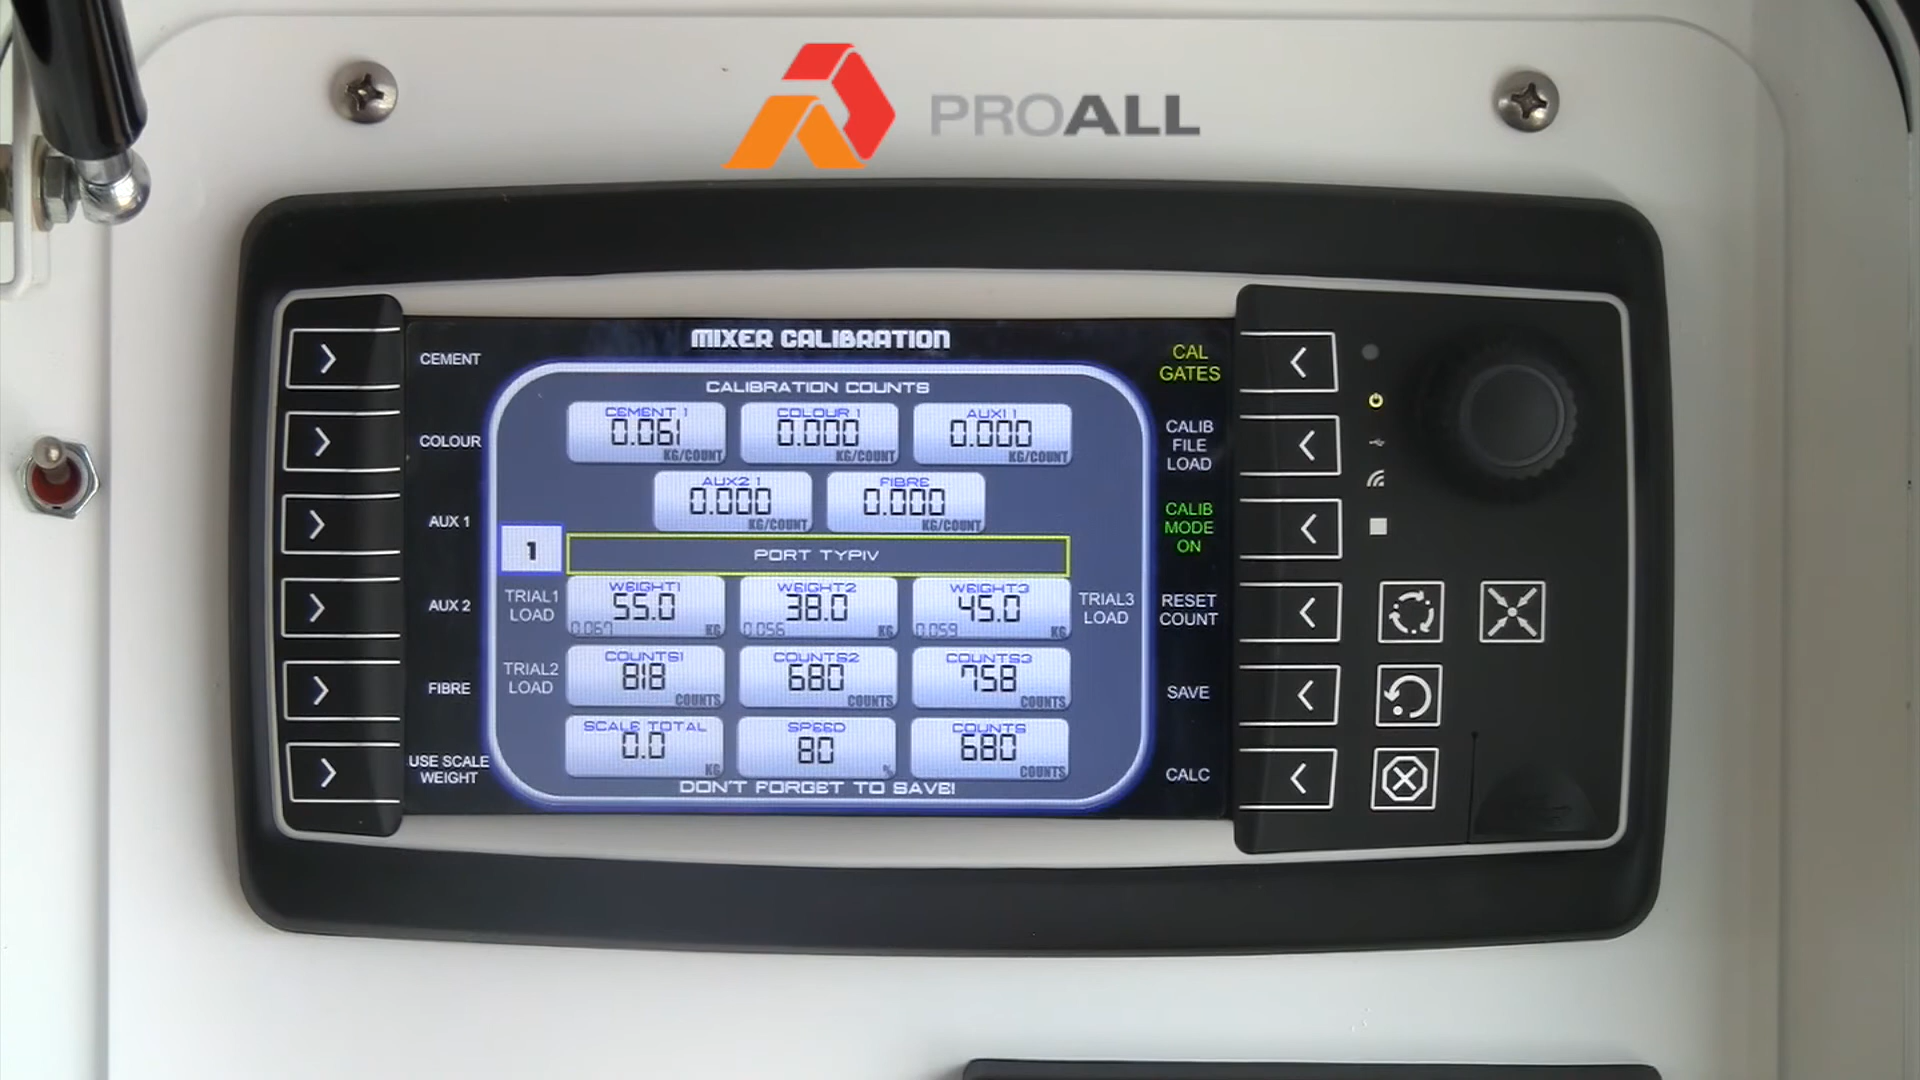 PROALL
MIXER CALIBRATION
CEMENT
COLOUR
AUX 1
AUX 2
FIBRE
USE SCALE
WEIGHT
CALIBRATION COUNTS
CEMENT 1
0.061
KG/COUNT
COLOUR 1
0.000
KG/COUNT
AUX1 1
0.000
KG/COUNT
AUX2 1
0.000
KG/COUNT
FIBRE
0.000
KG/COUNT
1
PORT TYPIV
TRIAL1
LOAD
WEIGHT1
55.0
0.067 KG
WEIGHT2
38.0
0.056 KG
WEIGHT3
45.0
0.059 KG
TRIAL3
LOAD
TRIAL2
LOAD
COUNTS1
818
COUNTS
COUNTS2
680
COUNTS
COUNTS3
758
COUNTS
SCALE TOTAL
0.0
KG
SPEED
80
%
COUNTS
680
COUNTS
DON'T FORGET TO SAVE!
CAL
GATES
CALIB
FILE
LOAD
CALIB
MODE
ON
RESET
COUNT
SAVE
CALC